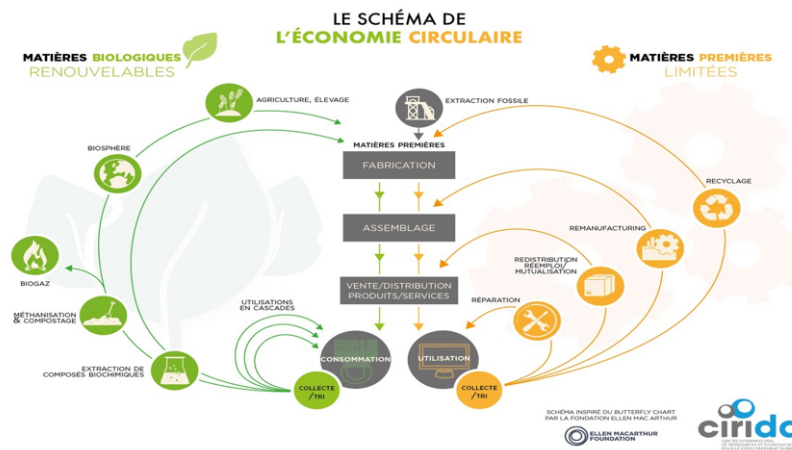 LE SCHÉMA DE
L'ÉCONOMIE CIRCULAIRE
MATIÈRES BIOLOGIQUES
RENOUVELABLES
MATIÈRES PREMIÈRES
LIMITÉES
AGRICULTURE, ÉLEVAGE
EXTRACTION FOSSILE
MATIÈRES PREMIÈRES
FABRICATION
BIOSPHÈRE
RECYCLAGE
ASSEMBLAGE
REMANUFACTURING
REDISTRIBUTION
RÉEMPLOI/
MUTUALISATION
BIOGAZ
VENTE/DISTRIBUTION
PRODUITS/SERVICES
UTILISATIONS
EN CASCADES
RÉPARATION
MÉTHANISATION
& COMPOSTAGE
CONSOMMATION
UTILISATION
EXTRACTION DE
COMPOSÉS BIOCHIMIQUES
COLLECTE
/TRI
COLLECTE
/TRI
SCHÉMA INSPIRÉ DU BUTTERFLY CHART
PAR LA FONDATION ELLEN MAC ARTHUR
ELLEN MACARTHUR
FOUNDATION
cirid
CENTRE INTERNATIONAL